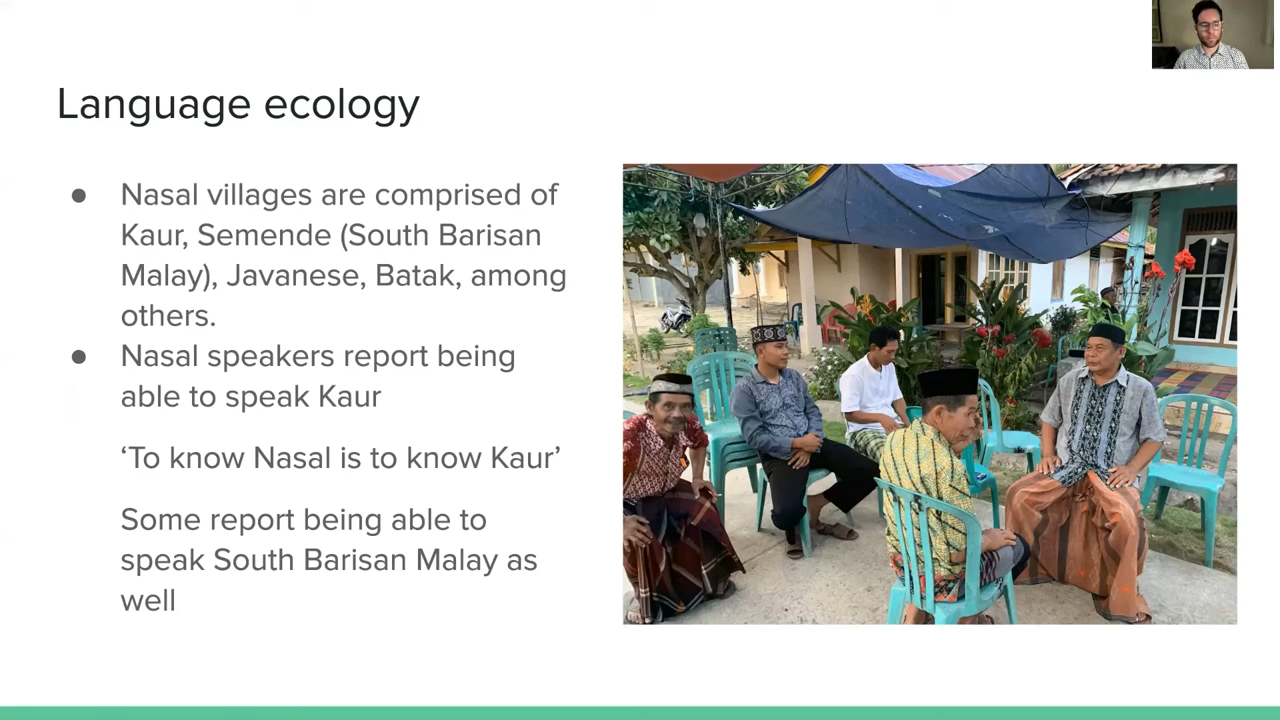 Language ecology
● Nasal villages are comprised of
Kaur, Semende (South Barisan
Malay), Javanese, Batak, among
others.
● Nasal speakers report being
able to speak Kaur
‘To know Nasal is to know Kaur’
Some report being able to
speak South Barisan Malay as
well